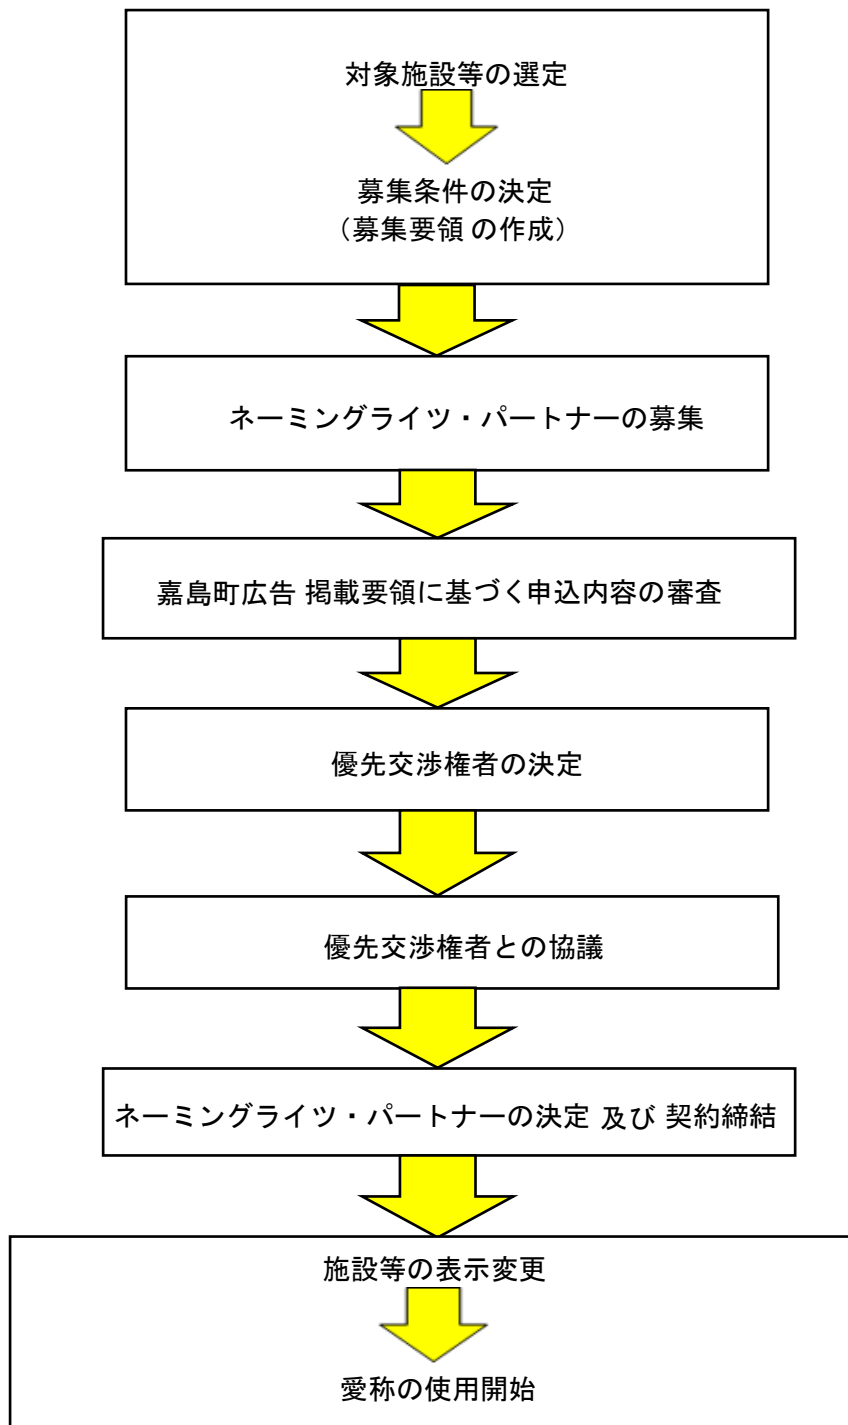 対象施設等の選定
募集条件の決定
（募集要領の作成）
ネーミングライツ・パートナーの募集
嘉島町広告掲載要領に基づく申込内容の審査
優先交渉権者の決定
優先交渉権者との協議
ネーミングライツ・パートナーの決定及び契約締結
施設等の表示変更
愛称の使用開始